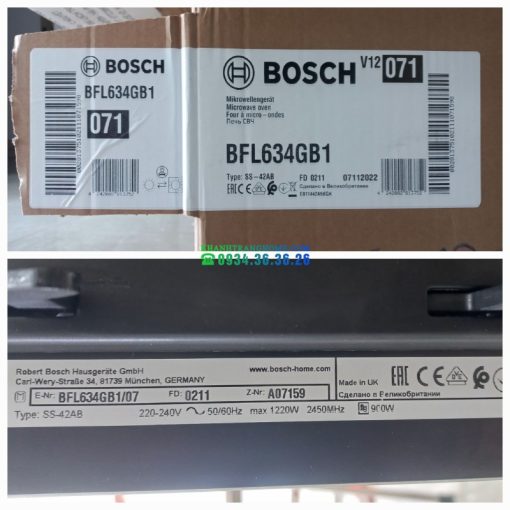 BOSCH
BFL634GB1
071
BOSCH V12 071
Mikrowellengerät
Microwave oven
Four à micro-ondes
Печь СВЧ
BFL634GB1
Type: SS-42AB FD 0211 07112022
Сделано в Великобритании
KHANHTRANGHOME.COM
☎ 0934.36.36.26
Robert Bosch Hausgeräte GmbH
Carl-Wery-Straße 34, 81739 München, GERMANY
www.bosch-home.com
E-Nr: BFL634GB1/07 FD: 0211 Z-Nr: A07159
Type: SS-42AB 220-240V 50/60Hz max 1220W 2450MHz 900W
Made in UK
Сделано в Великобритании
EAC